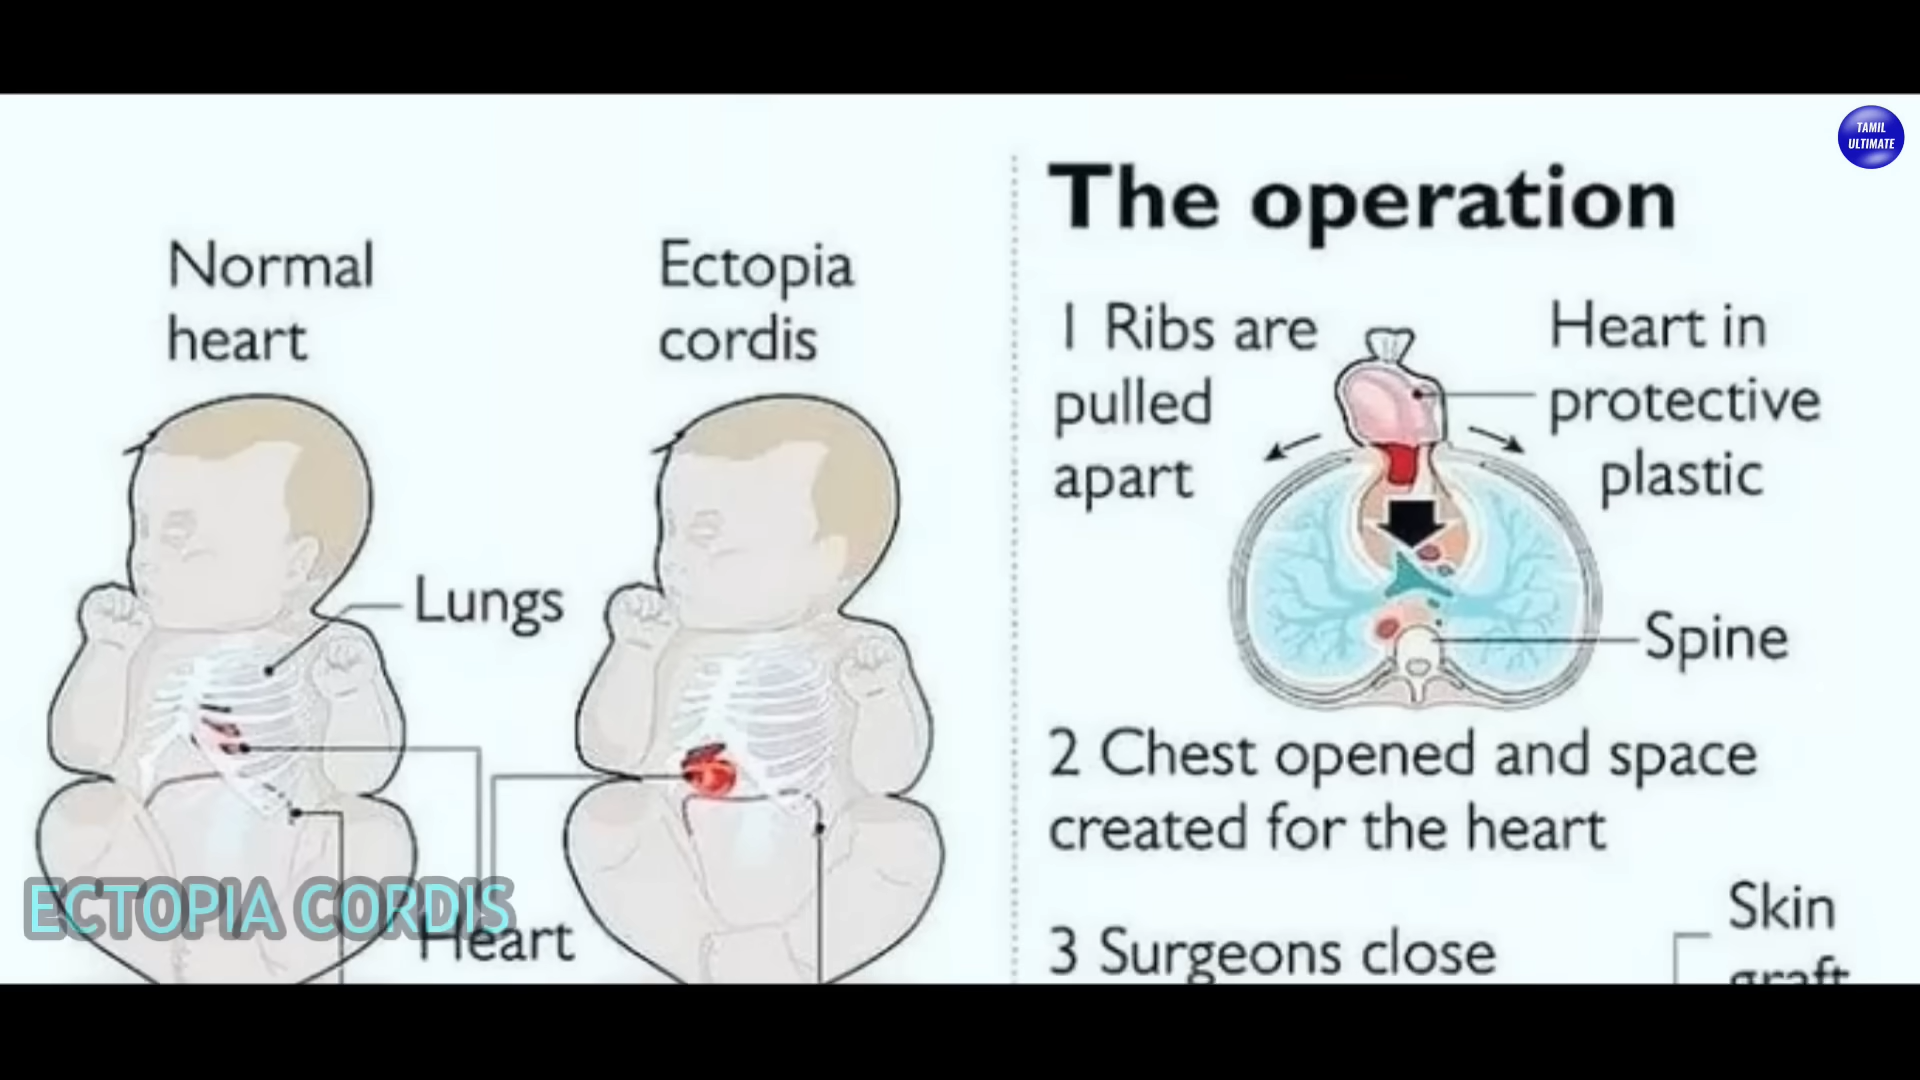 TAMIL
ULTIMATE
Normal
heart
Ectopia
cordis
Lungs
Heart
ECTOPIA CORDIS
The operation
1 Ribs are
pulled
apart
Heart in
protective
plastic
Spine
2 Chest opened and space
created for the heart
3 Surgeons close
Skin
graft